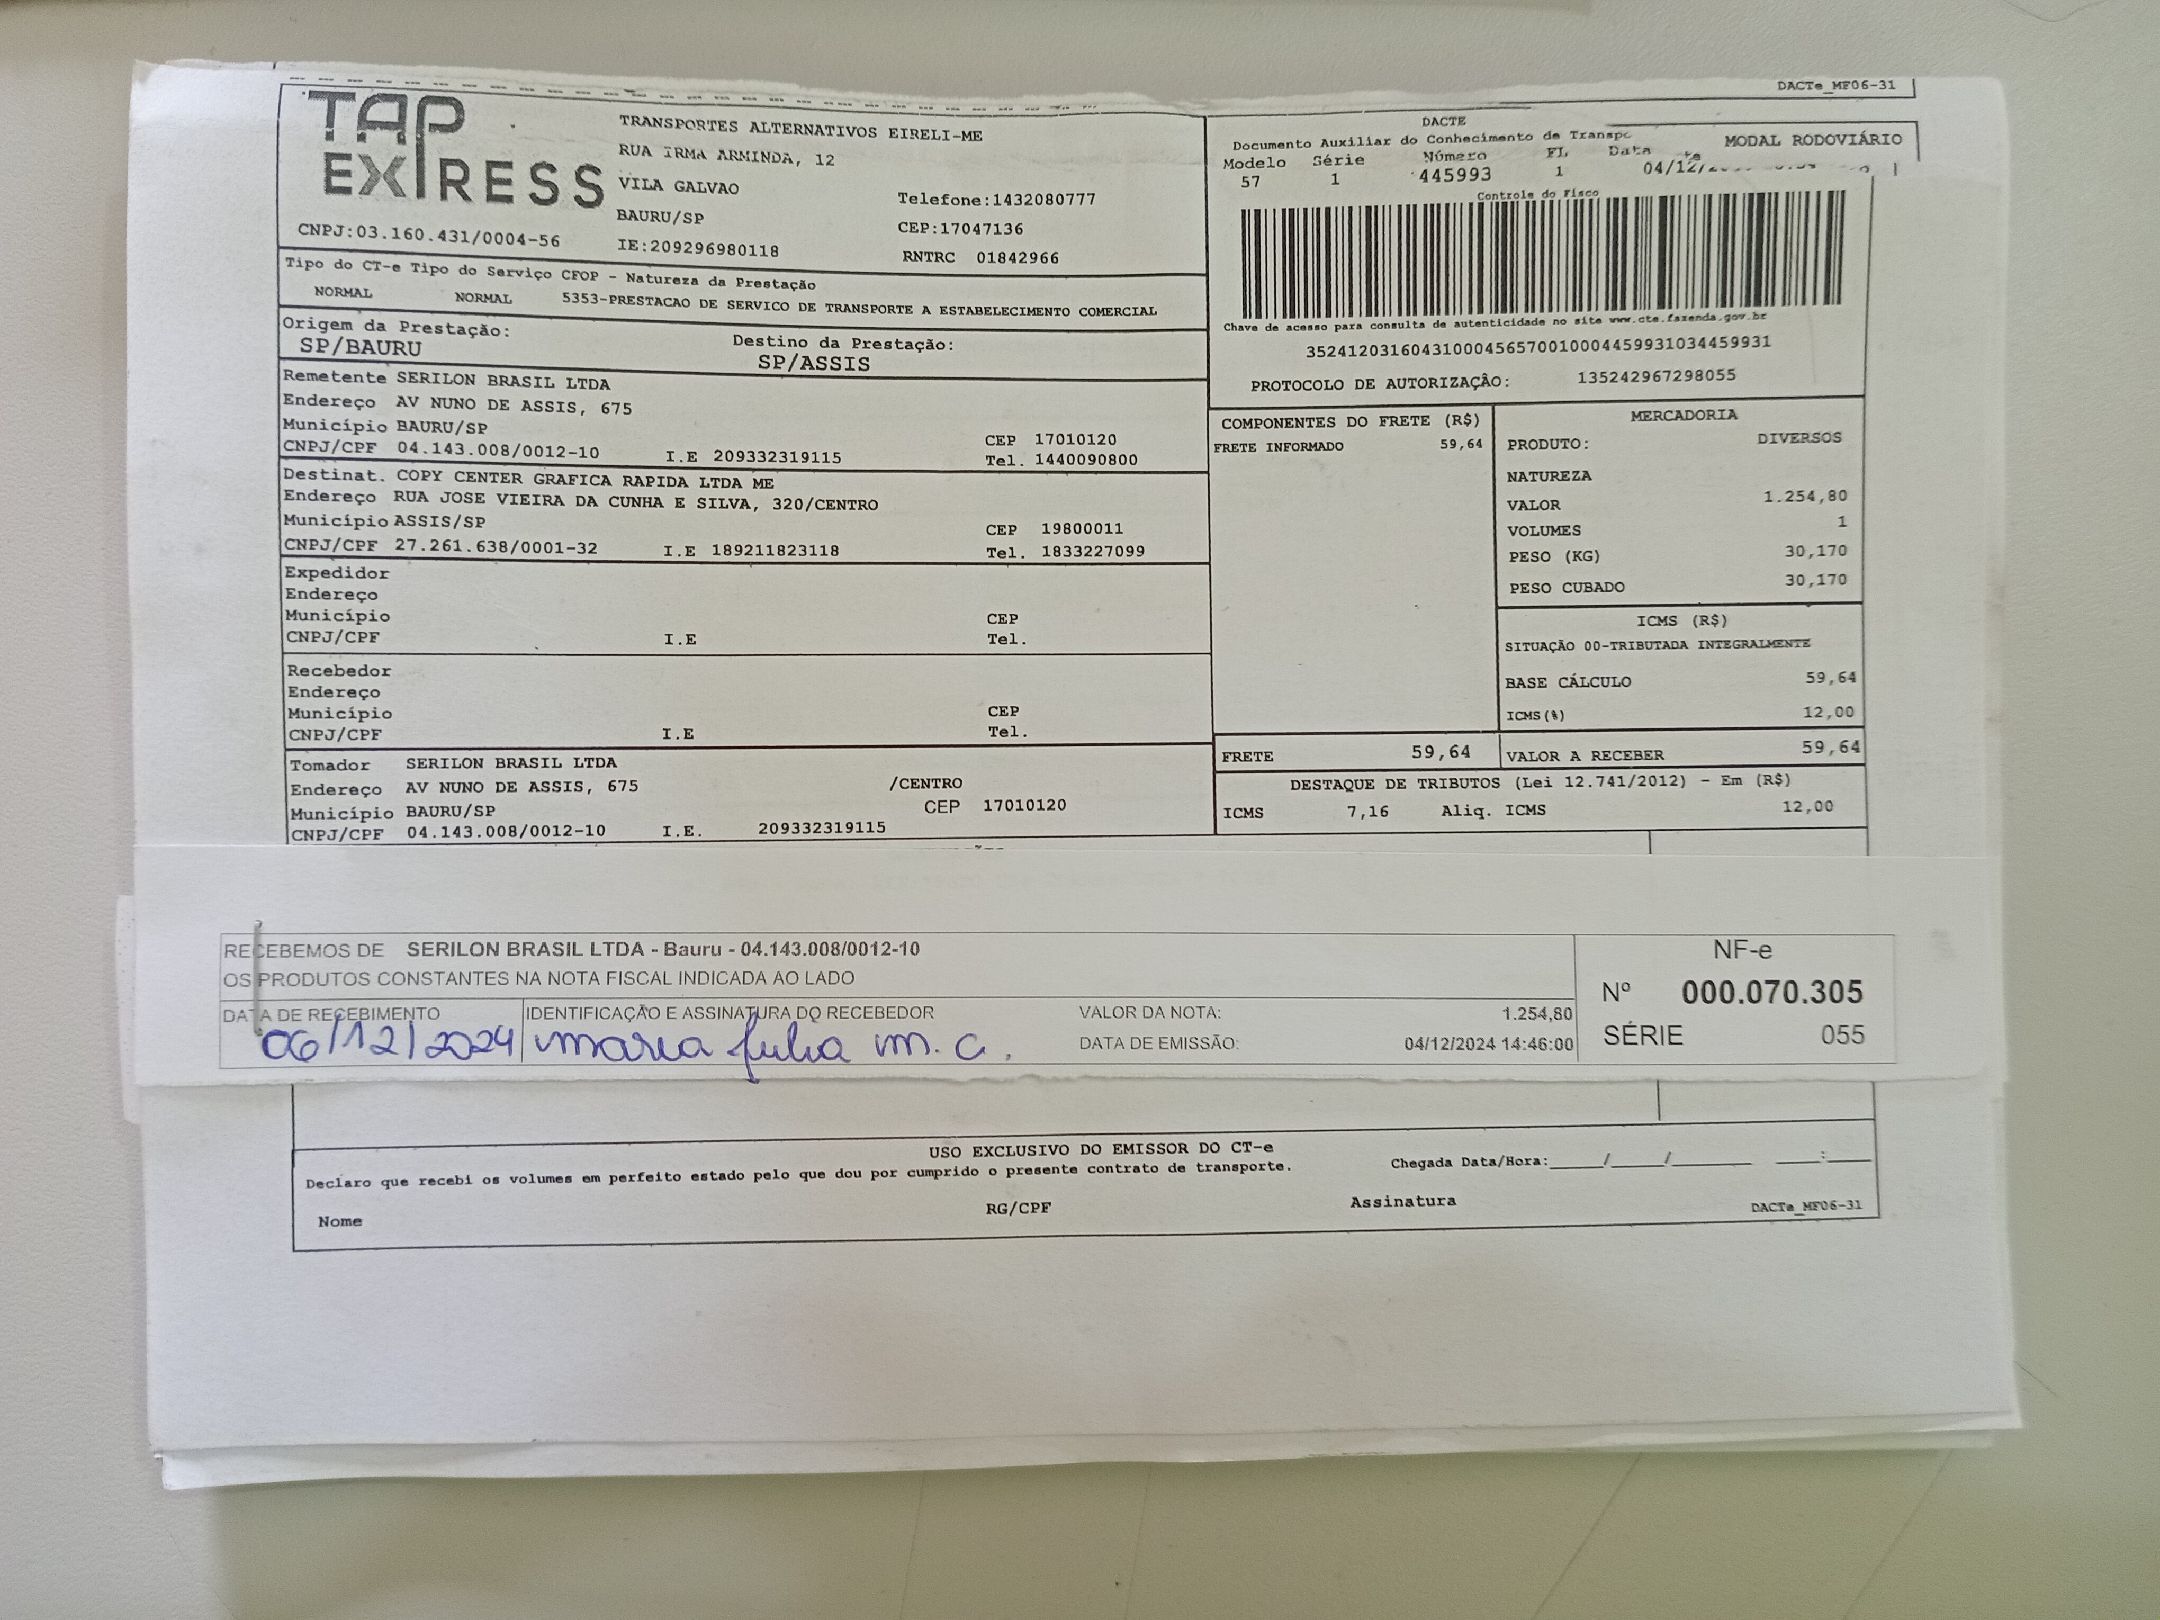 DACTe_MF06-31
TAP EXPRESS
TRANSPORTES ALTERNATIVOS EIRELI-ME
RUA IRMA ARMINDA, 12
VILA GALVAO
Telefone:1432080777
BAURU/SP
CEP:17047136
CNPJ:03.160.431/0004-56
IE:209296980118
RNTRC 01842966
DACTE
Documento Auxiliar do Conhecimento de Transpo
MODAL RODOVIÁRIO
Modelo Série Número FL Data
57 1 445993 1 04/12/
Controle do Fisco
Chave de acesso para consulta de autenticidade no site www.cte.fazenda.gov.br
35241203160431000456570010004459931034459931
PROTOCOLO DE AUTORIZAÇÂO: 135242967298055
Tipo do CT-e Tipo do Serviço CFOP - Natureza da Prestação
NORMAL NORMAL 5353-PRESTACAO DE SERVICO DE TRANSPORTE A ESTABELECIMENTO COMERCIAL
Origem da Prestação:
SP/BAURU
Destino da Prestação:
SP/ASSIS
Remetente SERILON BRASIL LTDA
Endereço AV NUNO DE ASSIS, 675
Município BAURU/SP CEP 17010120
CNPJ/CPF 04.143.008/0012-10 I.E 209332319115 Tel. 1440090800
Destinat. COPY CENTER GRAFICA RAPIDA LTDA ME
Endereço RUA JOSE VIEIRA DA CUNHA E SILVA, 320/CENTRO
Município ASSIS/SP CEP 19800011
CNPJ/CPF 27.261.638/0001-32 I.E 189211823118 Tel. 1833227099
Expedidor
Endereço
Município CEP
CNPJ/CPF I.E Tel.
Recebedor
Endereço
Município CEP
CNPJ/CPF I.E Tel.
Tomador SERILON BRASIL LTDA
Endereço AV NUNO DE ASSIS, 675 /CENTRO
Município BAURU/SP CEP 17010120
CNPJ/CPF 04.143.008/0012-10 I.E. 209332319115
COMPONENTES DO FRETE (R$)
FRETE INFORMADO 59,64
MERCADORIA
PRODUTO: DIVERSOS
NATUREZA
VALOR 1.254,80
VOLUMES 1
PESO (KG) 30,170
PESO CUBADO 30,170
ICMS (R$)
SITUAÇÃO 00-TRIBUTADA INTEGRALMENTE
BASE CÁLCULO 59,64
ICMS(%) 12,00
FRETE 59,64 VALOR A RECEBER 59,64
DESTAQUE DE TRIBUTOS (Lei 12.741/2012) - Em (R$)
ICMS 7,16 Aliq. ICMS 12,00
RECEBEMOS DE SERILON BRASIL LTDA - Bauru - 04.143.008/0012-10
OS PRODUTOS CONSTANTES NA NOTA FISCAL INDICADA AO LADO
DATA DE RECEBIMENTO IDENTIFICAÇÃO E ASSINATURA DO RECEBEDOR VALOR DA NOTA: 1.254,80
06/12/2024 maria julia m. c. DATA DE EMISSÃO: 04/12/2024 14:46:00
NF-e
Nº 000.070.305
SÉRIE 055
USO EXCLUSIVO DO EMISSOR DO CT-e
Declaro que recebi os volumes em perfeito estado pelo que dou por cumprido o presente contrato de transporte.
Chegada Data/Hora:____/____/______ ____:____
Nome RG/CPF Assinatura DACTe_MF06-31